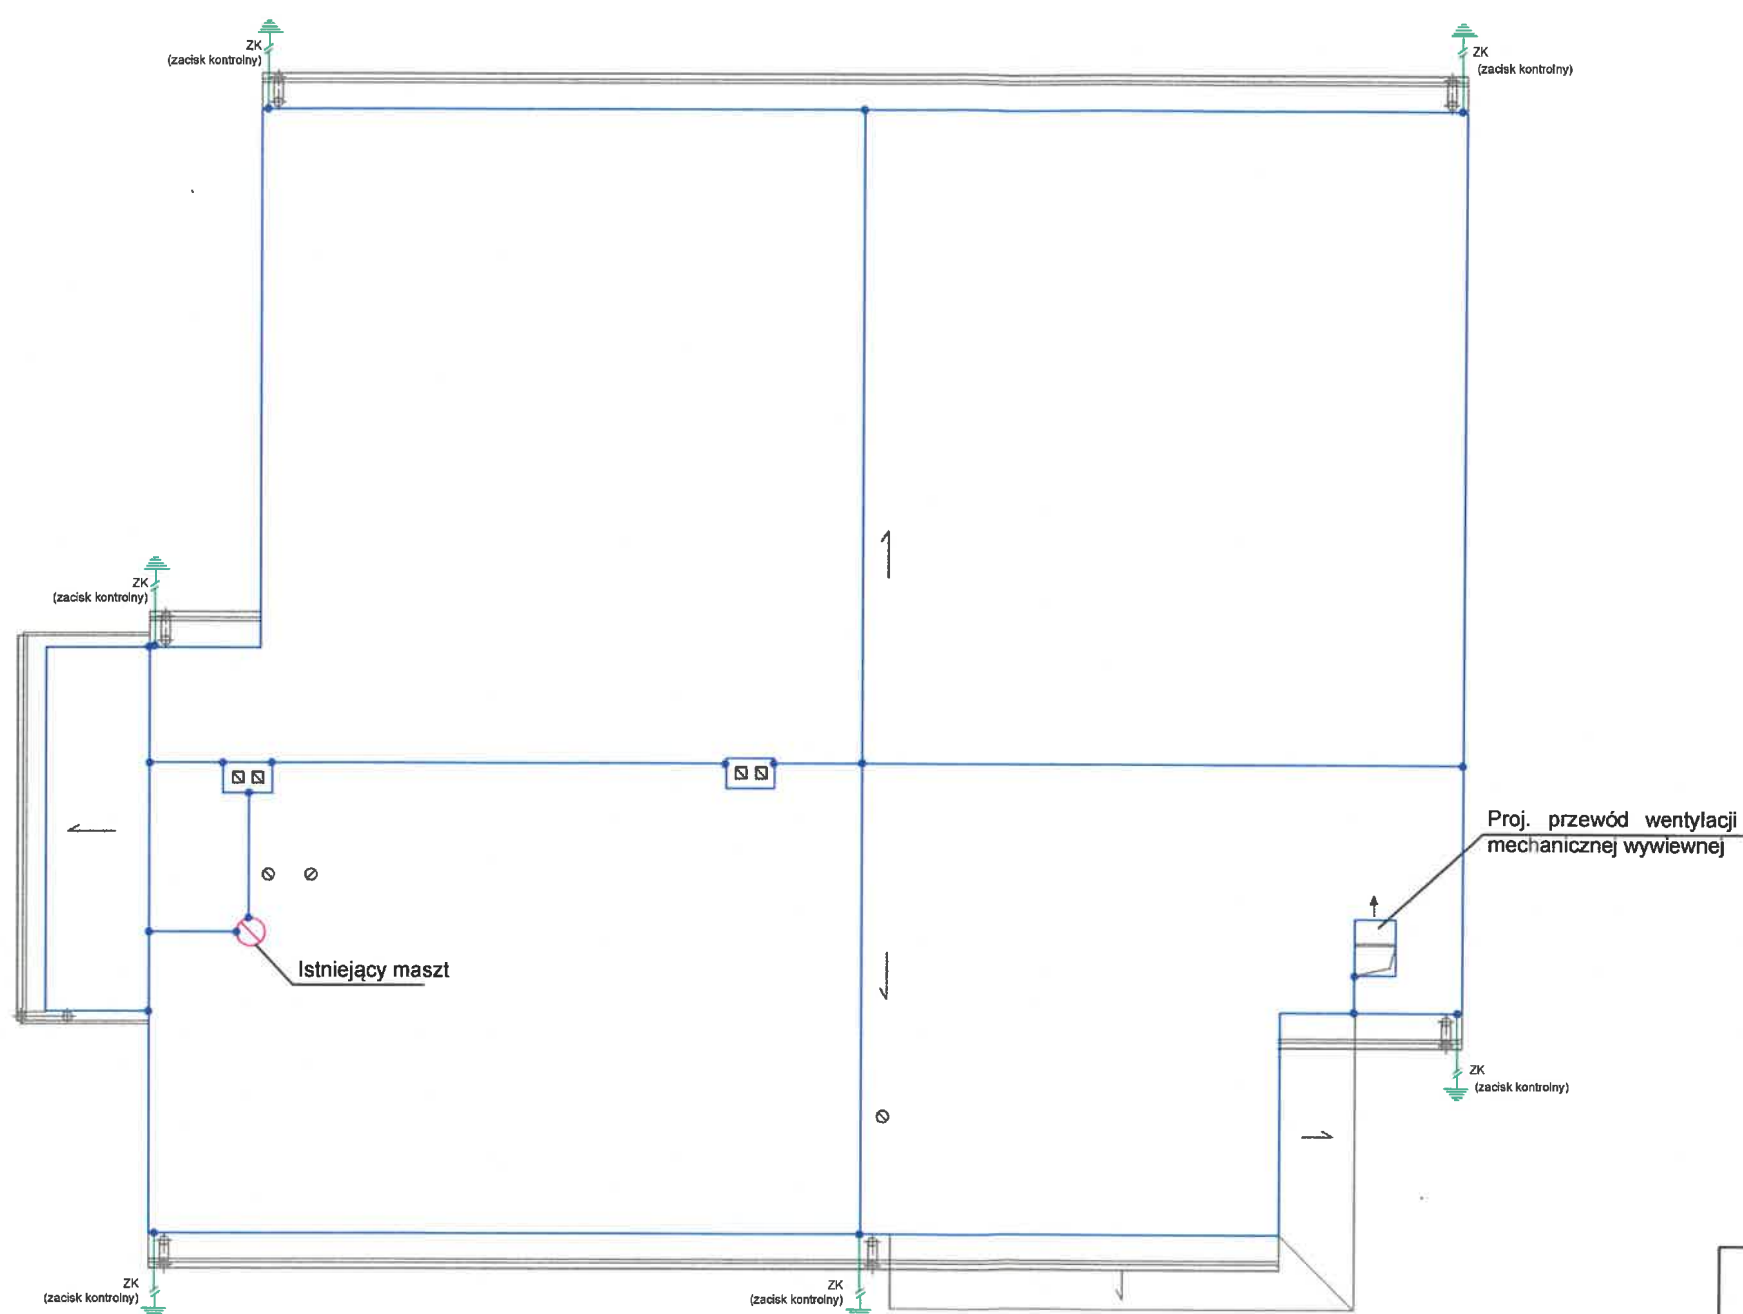 ZK
(zacisk kontrolny)
ZK
(zacisk kontrolny)
ZK
(zacisk kontrolny)
Proj. przewód wentylacji
mechanicznej wywiewnej
Istniejący maszt
ZK
(zacisk kontrolny)
ZK
(zacisk kontrolny)
ZK
(zacisk kontrolny)